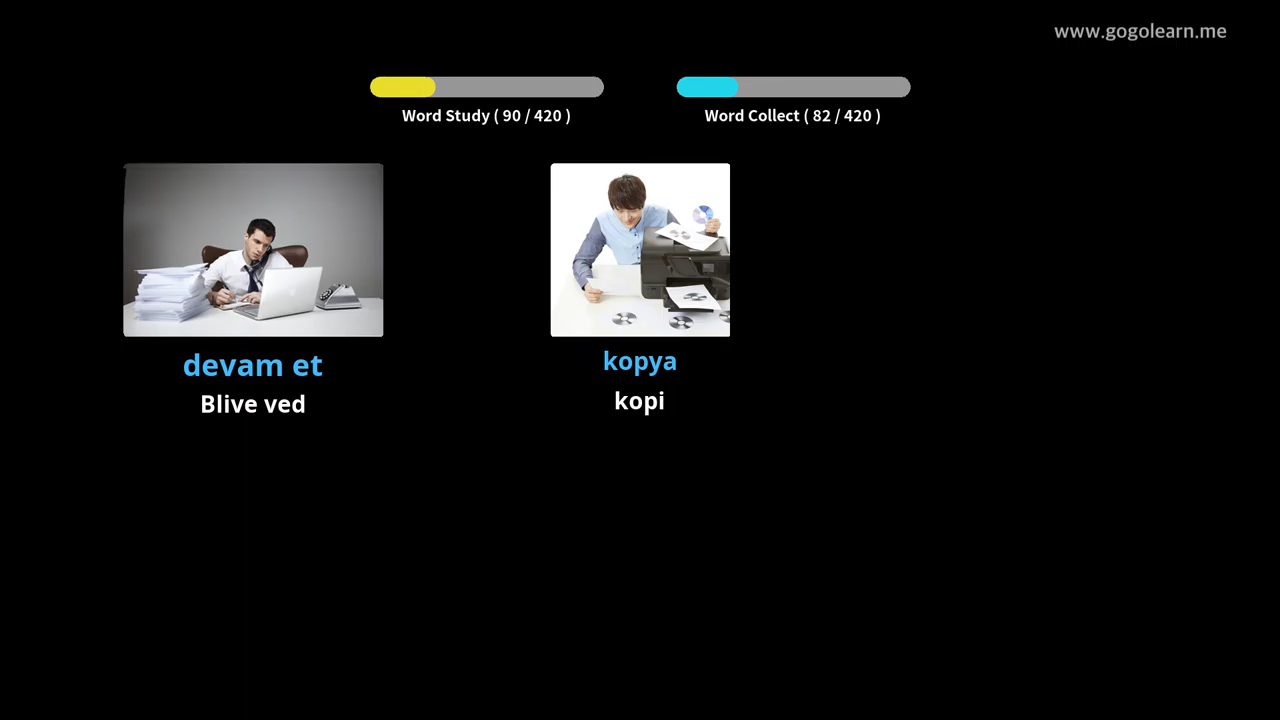 www.gogolearn.me
Word Study ( 90 / 420 )
Word Collect ( 82 / 420 )
devam et
Blive ved
kopya
kopi